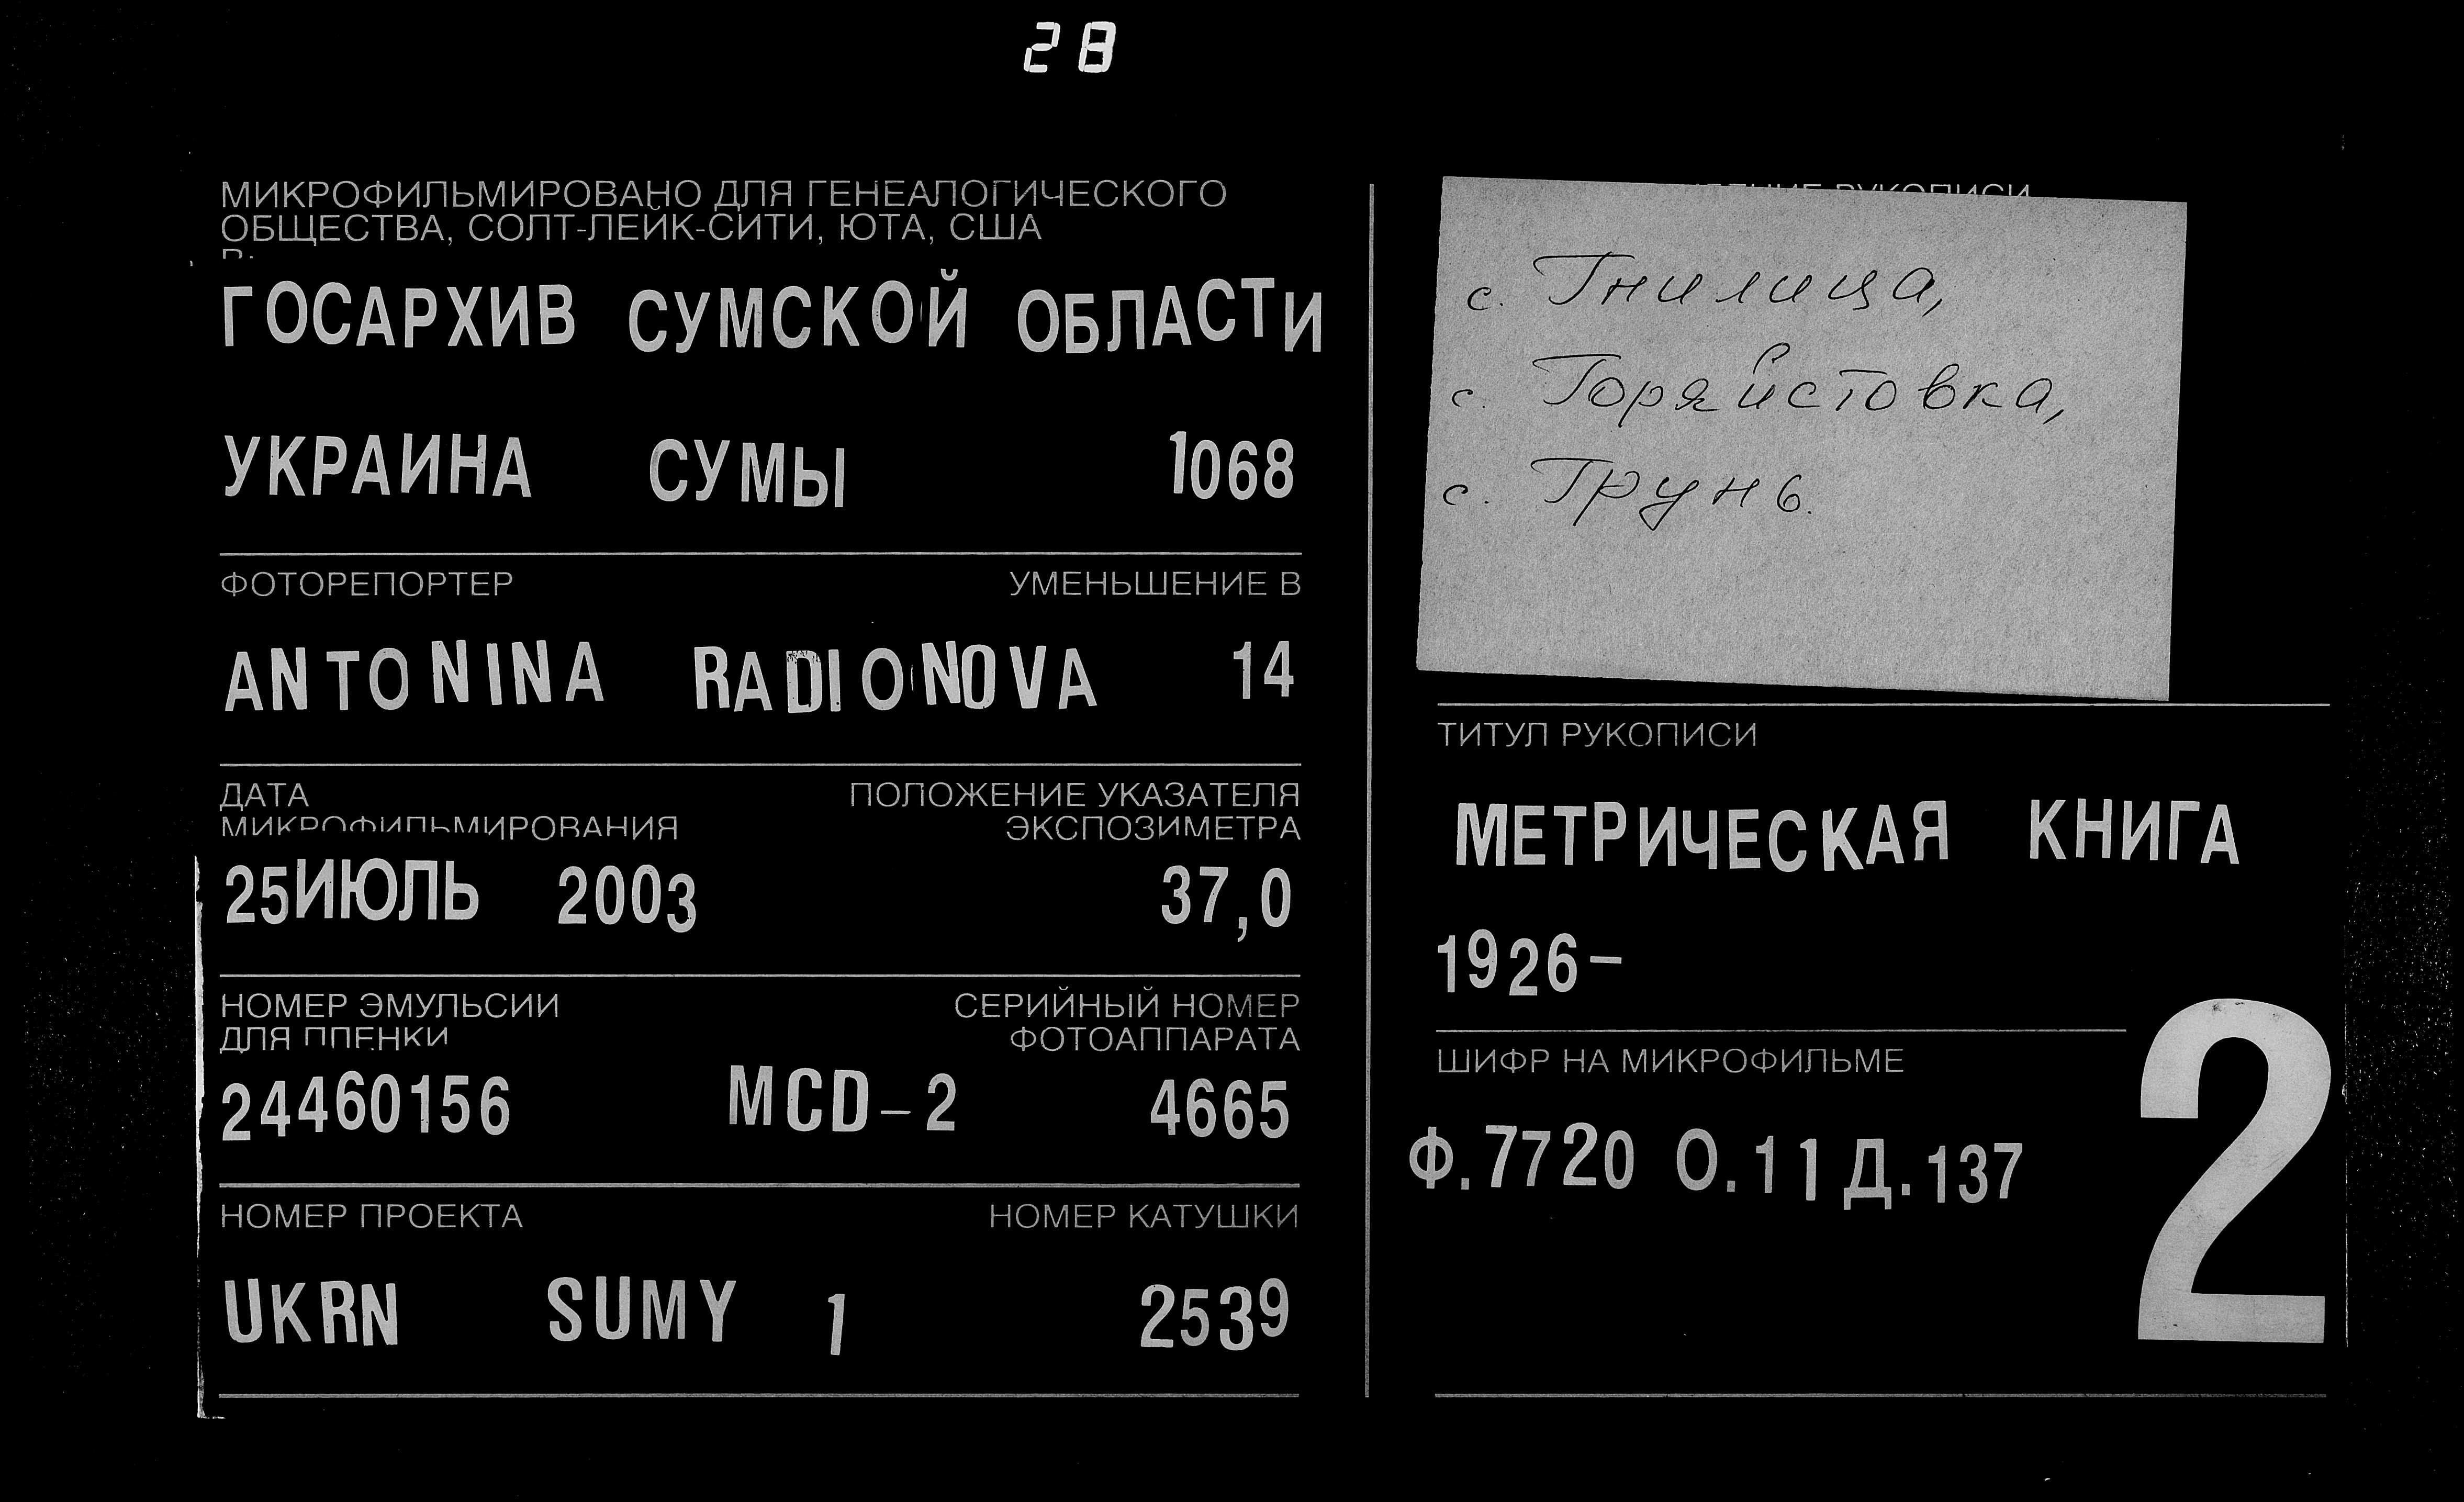 28
МИКРОФИЛЬМИРОВАНО ДЛЯ ГЕНЕАЛОГИЧЕСКОГО
ОБЩЕСТВА, СОЛТ-ЛЕЙК-СИТИ, ЮТА, США
ГОСАРХИВ СУМСКОЙ ОБЛАСТИ
УКРАИНА СУМЫ 1068
ФОТОРЕПОРТЕР УМЕНЬШЕНИЕ В
ANTONINA RADIONOVA 14
ДАТА ПОЛОЖЕНИЕ УКАЗАТЕЛЯ
МИКРОФИЛЬМИРОВАНИЯ ЭКСПОЗИМЕТРА
25ИЮЛЬ 2003 37,0
НОМЕР ЭМУЛЬСИИ СЕРИЙНЫЙ НОМЕР
ДЛЯ ПЛЕНКИ ФОТОАППАРАТА
24460156 MCD-2 4665
НОМЕР ПРОЕКТА НОМЕР КАТУШКИ
UKRN SUMY 1 2539
РУКОПИСИ
с. Гнилица,
с. Горяйстовка,
с. Грунь.
ТИТУЛ РУКОПИСИ
МЕТРИЧЕСКАЯ КНИГА
1926-
ШИФР НА МИКРОФИЛЬМЕ
Ф.7720 О.11 Д.137
2